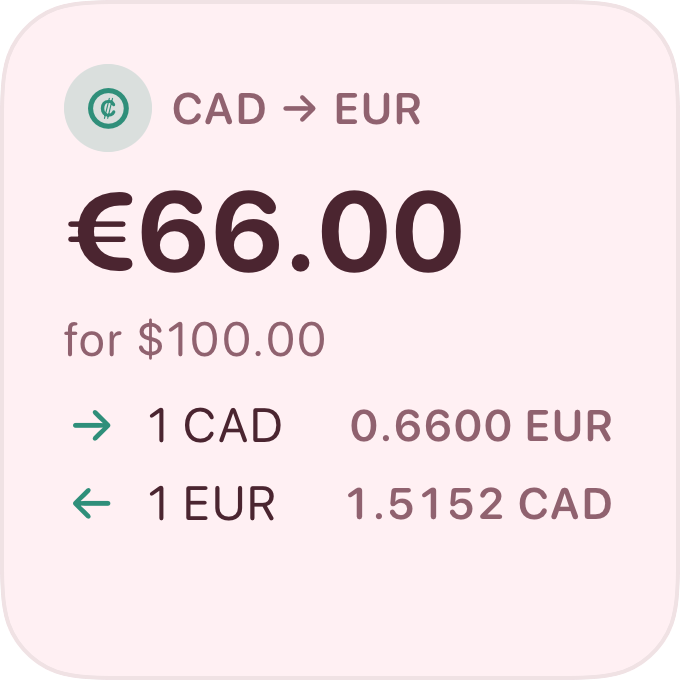 CAD → EUR
€66.00
for $100.00
→ 1 CAD 0.6600 EUR
← 1 EUR 1.5152 CAD